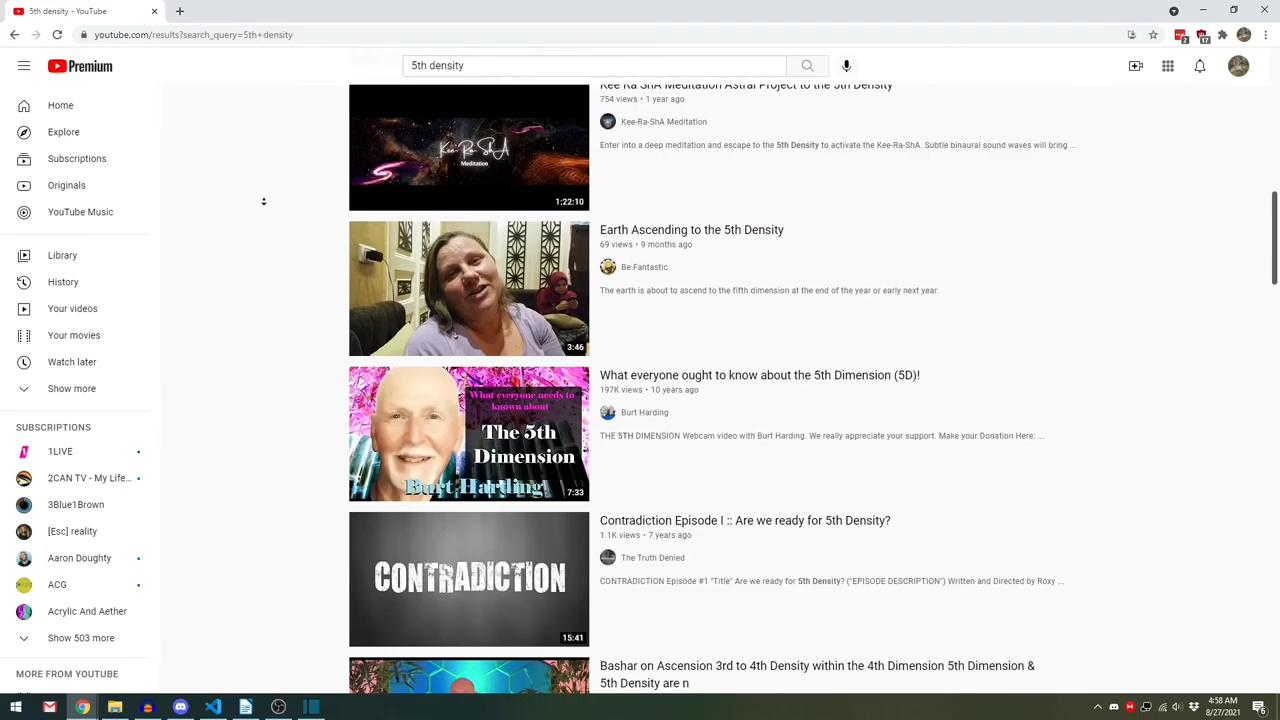 5th density - YouTube
youtube.com/results?search_query=5th+density
2
17
Premium
5th density
Home
Explore
Subscriptions
Originals
YouTube Music
Library
History
Your videos
Your movies
Watch later
Show more
SUBSCRIPTIONS
1LIVE
2CAN TV - My Life...
3Blue1Brown
[Esc] reality
Aaron Doughty
ACG
Acrylic And Aether
Show 503 more
MORE FROM YOUTUBE
Kee Ra ShA Meditation Astral Project to the 5th Density
754 views • 1 year ago
Kee-Ra-ShA Meditation
Enter into a deep meditation and escape to the 5th Density to activate the Kee-Ra-ShA. Subtle binaural sound waves will bring ...
Kee-Ra-ShA
Meditation
1:22:10
Earth Ascending to the 5th Density
69 views • 9 months ago
Be Fantastic
The earth is about to ascend to the fifth dimension at the end of the year or early next year.
3:46
What everyone ought to know about the 5th Dimension (5D)!
197K views • 10 years ago
Burt Harding
THE 5TH DIMENSION Webcam video with Burt Harding. We really appreciate your support. Make your Donation Here: ...
What everyone needs to
known about
The 5th
Dimension
Burt Harding
7:33
Contradiction Episode I :: Are we ready for 5th Density?
1.1K views • 7 years ago
The Truth Denied
CONTRADICTION Episode #1 "Title" Are we ready for 5th Density? ("EPISODE DESCRIPTION") Written and Directed by Roxy ...
CONTRADICTION
15:41
Bashar on Ascension 3rd to 4th Density within the 4th Dimension 5th Dimension &
5th Density are n
4:58 AM
8/27/2021